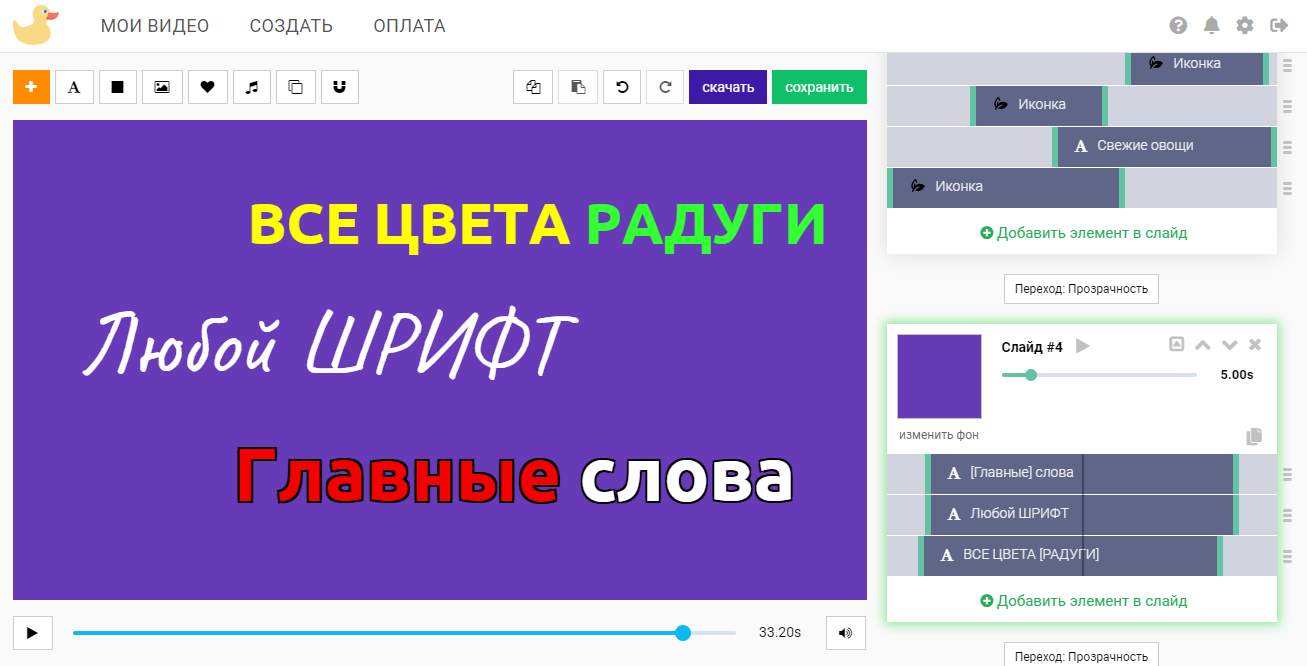 МОИ ВИДЕО СОЗДАТЬ ОПЛАТА
A скачать сохранить
ВСЕ ЦВЕТА РАДУГИ
Любой ШРИФТ
Главные слова
33.20s
Иконка
Иконка
A Свежие овощи
Иконка
Добавить элемент в слайд
Переход: Прозрачность
Слайд #4
5.00s
изменить фон
A [Главные] слова
A Любой ШРИФТ
A ВСЕ ЦВЕТА [РАДУГИ]
Добавить элемент в слайд
Переход: Прозрачность